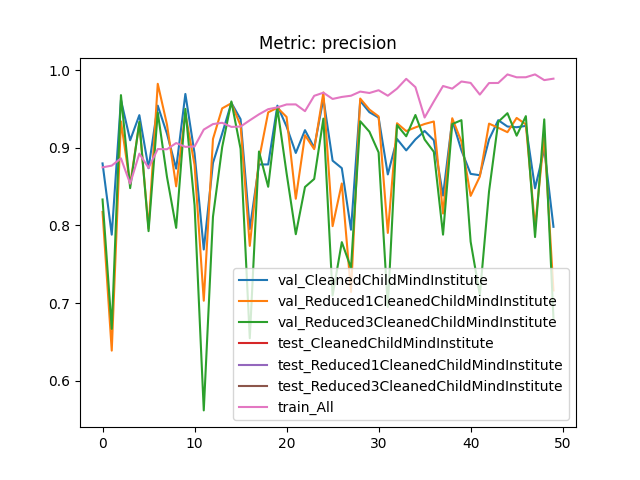 Metric: precision
1.0
0.9
0.8
0.7
0.6
0
10
20
30
40
50
val_CleanedChildMindInstitute
val_Reduced1CleanedChildMindInstitute
val_Reduced3CleanedChildMindInstitute
test_CleanedChildMindInstitute
test_Reduced1CleanedChildMindInstitute
test_Reduced3CleanedChildMindInstitute
train_All